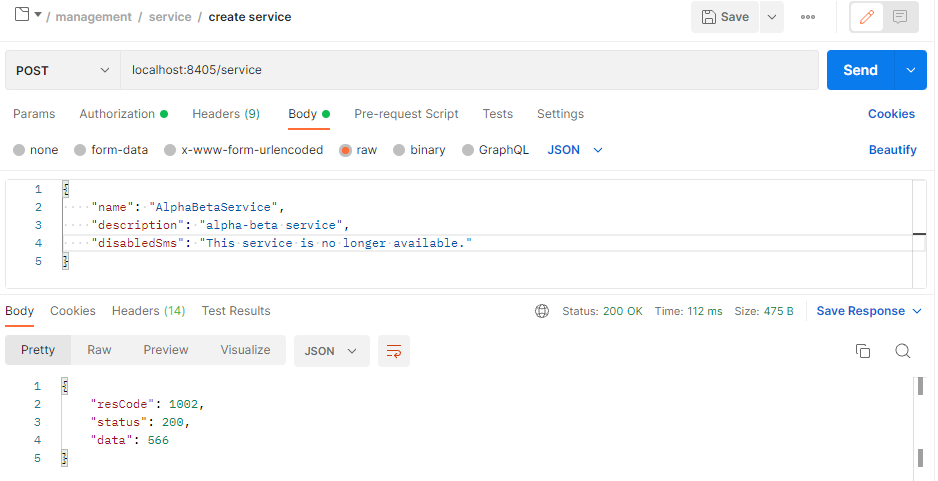 / management / service / create service
Save
POST localhost:8405/service Send
Params Authorization Headers (9) Body Pre-request Script Tests Settings Cookies
none form-data x-www-form-urlencoded raw binary GraphQL JSON Beautify
1 {
2 "name": "AlphaBetaService",
3 "description": "alpha-beta service",
4 "disabledSms": "This service is no longer available."
5 }
Body Cookies Headers (14) Test Results Status: 200 OK Time: 112 ms Size: 475 B Save Response
Pretty Raw Preview Visualize JSON
1 {
2 "resCode": 1002,
3 "status": 200,
4 "data": 566
5 }